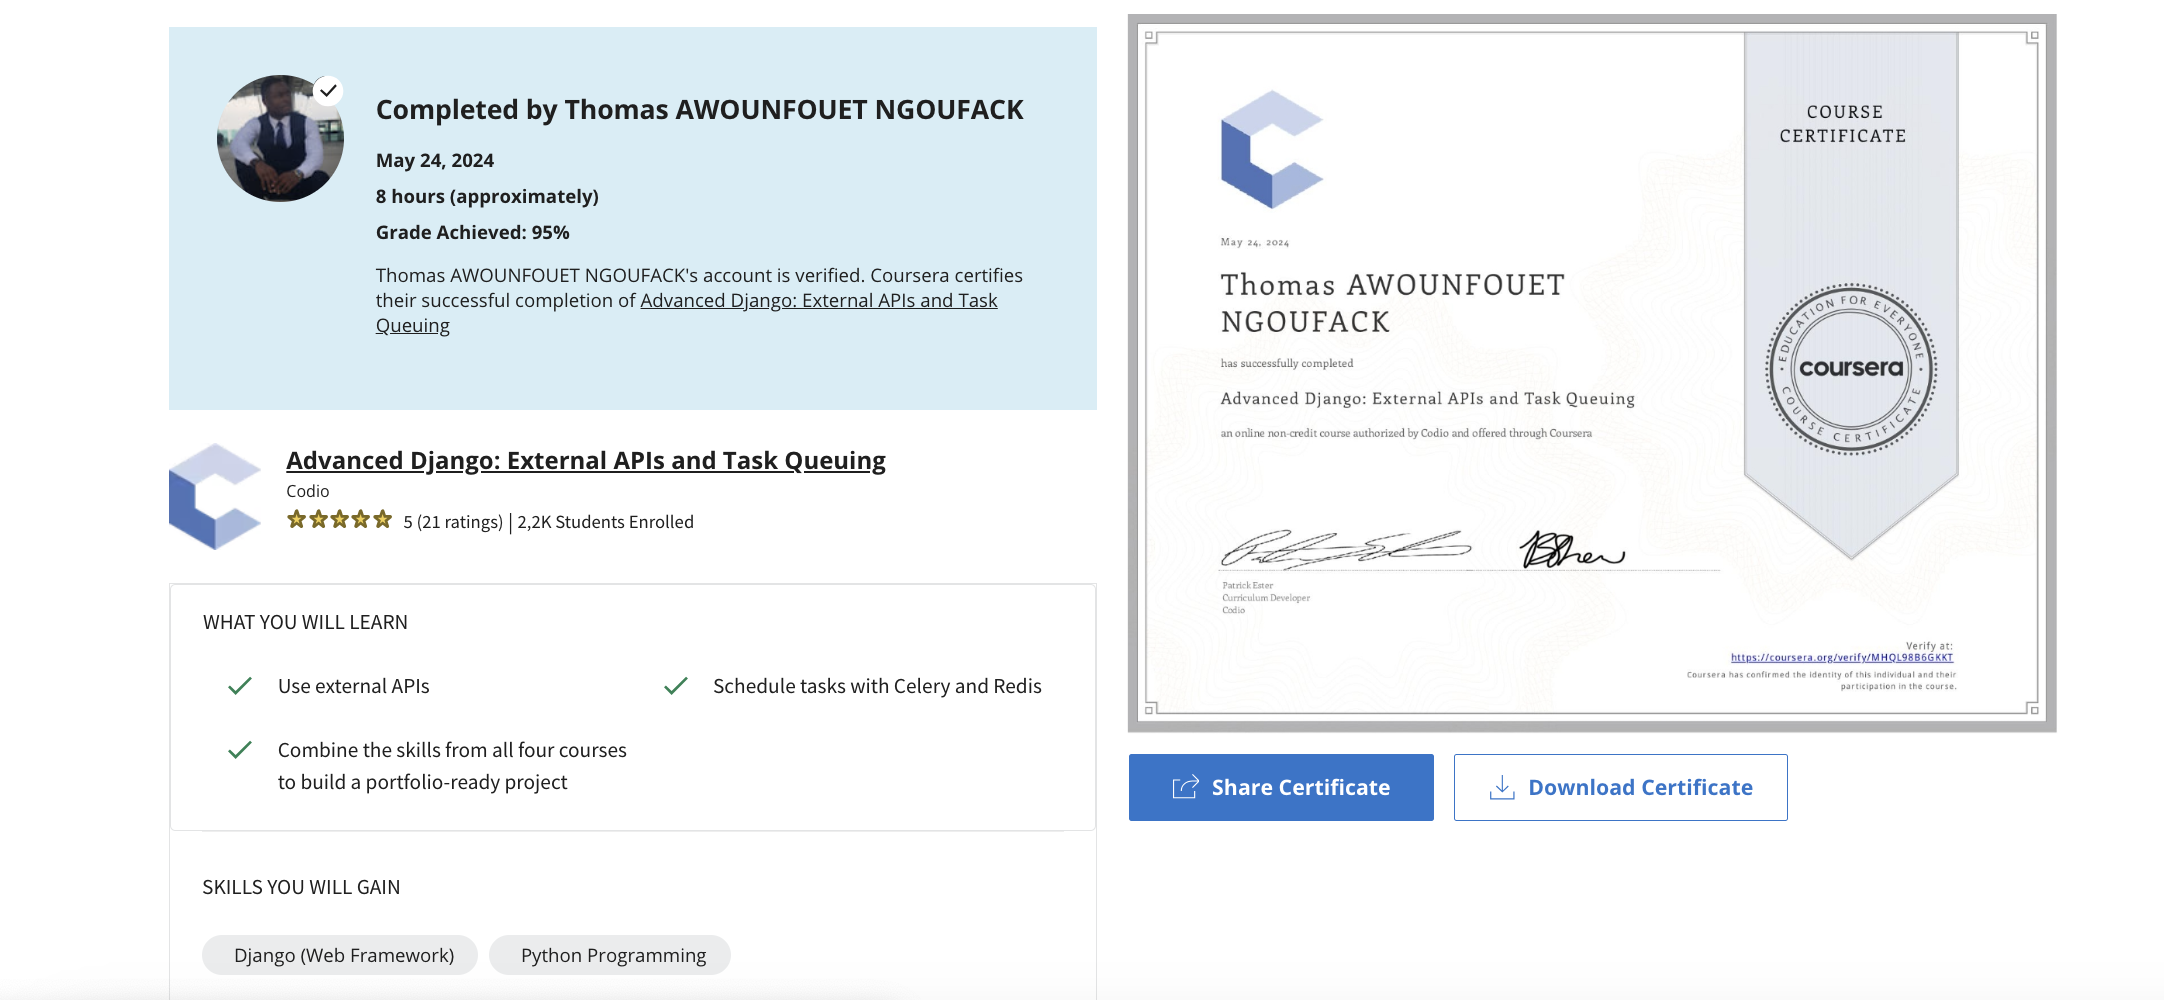 Completed by Thomas AWOUNFOUET NGOUFACK
May 24, 2024
8 hours (approximately)
Grade Achieved: 95%
Thomas AWOUNFOUET NGOUFACK's account is verified. Coursera certifies
their successful completion of Advanced Django: External APIs and Task
Queuing
Advanced Django: External APIs and Task Queuing
Codio
5 (21 ratings) | 2,2K Students Enrolled
WHAT YOU WILL LEARN
Use external APIs
Schedule tasks with Celery and Redis
Combine the skills from all four courses
to build a portfolio-ready project
SKILLS YOU WILL GAIN
Django (Web Framework)
Python Programming
COURSE
CERTIFICATE
May 24, 2024
Thomas AWOUNFOUET
NGOUFACK
has successfully completed
Advanced Django: External APIs and Task Queuing
an online non-credit course authorized by Codio and offered through Coursera
EDUCATION FOR EVERYONE
coursera
COURSE CERTIFICATE
Patrick Ester
Curriculum Developer
Codio
Verify at:
https://coursera.org/verify/MHQL98B6GKKT
Coursera has confirmed the identity of this individual and their
participation in the course.
Share Certificate
Download Certificate